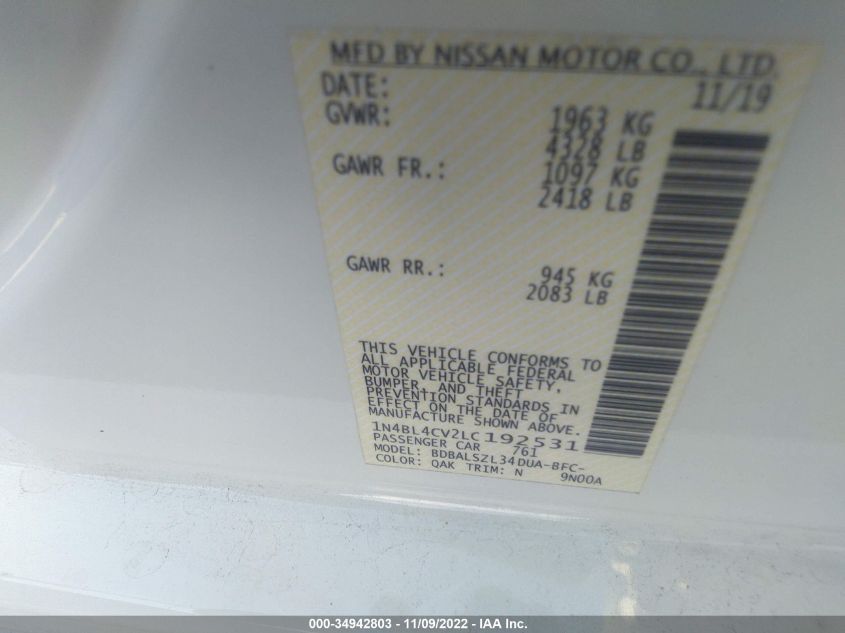 MFD BY NISSAN MOTOR CO., LTD.
DATE: 11/19
GVWR: 1963 KG
4328 LB
GAWR FR.: 1097 KG
2418 LB
GAWR RR.: 945 KG
2083 LB
THIS VEHICLE CONFORMS TO
ALL APPLICABLE FEDERAL
MOTOR VEHICLE SAFETY,
BUMPER, AND THEFT
PREVENTION STANDARDS IN
EFFECT ON THE DATE OF
MANUFACTURE SHOWN ABOVE.
1N4BL4CV2LC192531
PASSENGER CAR 761
MODEL: BDBALSZL34DUA-BFC-
COLOR: QAK TRIM: N 9N00A
000-34942803 - 11/09/2022 - IAA Inc.